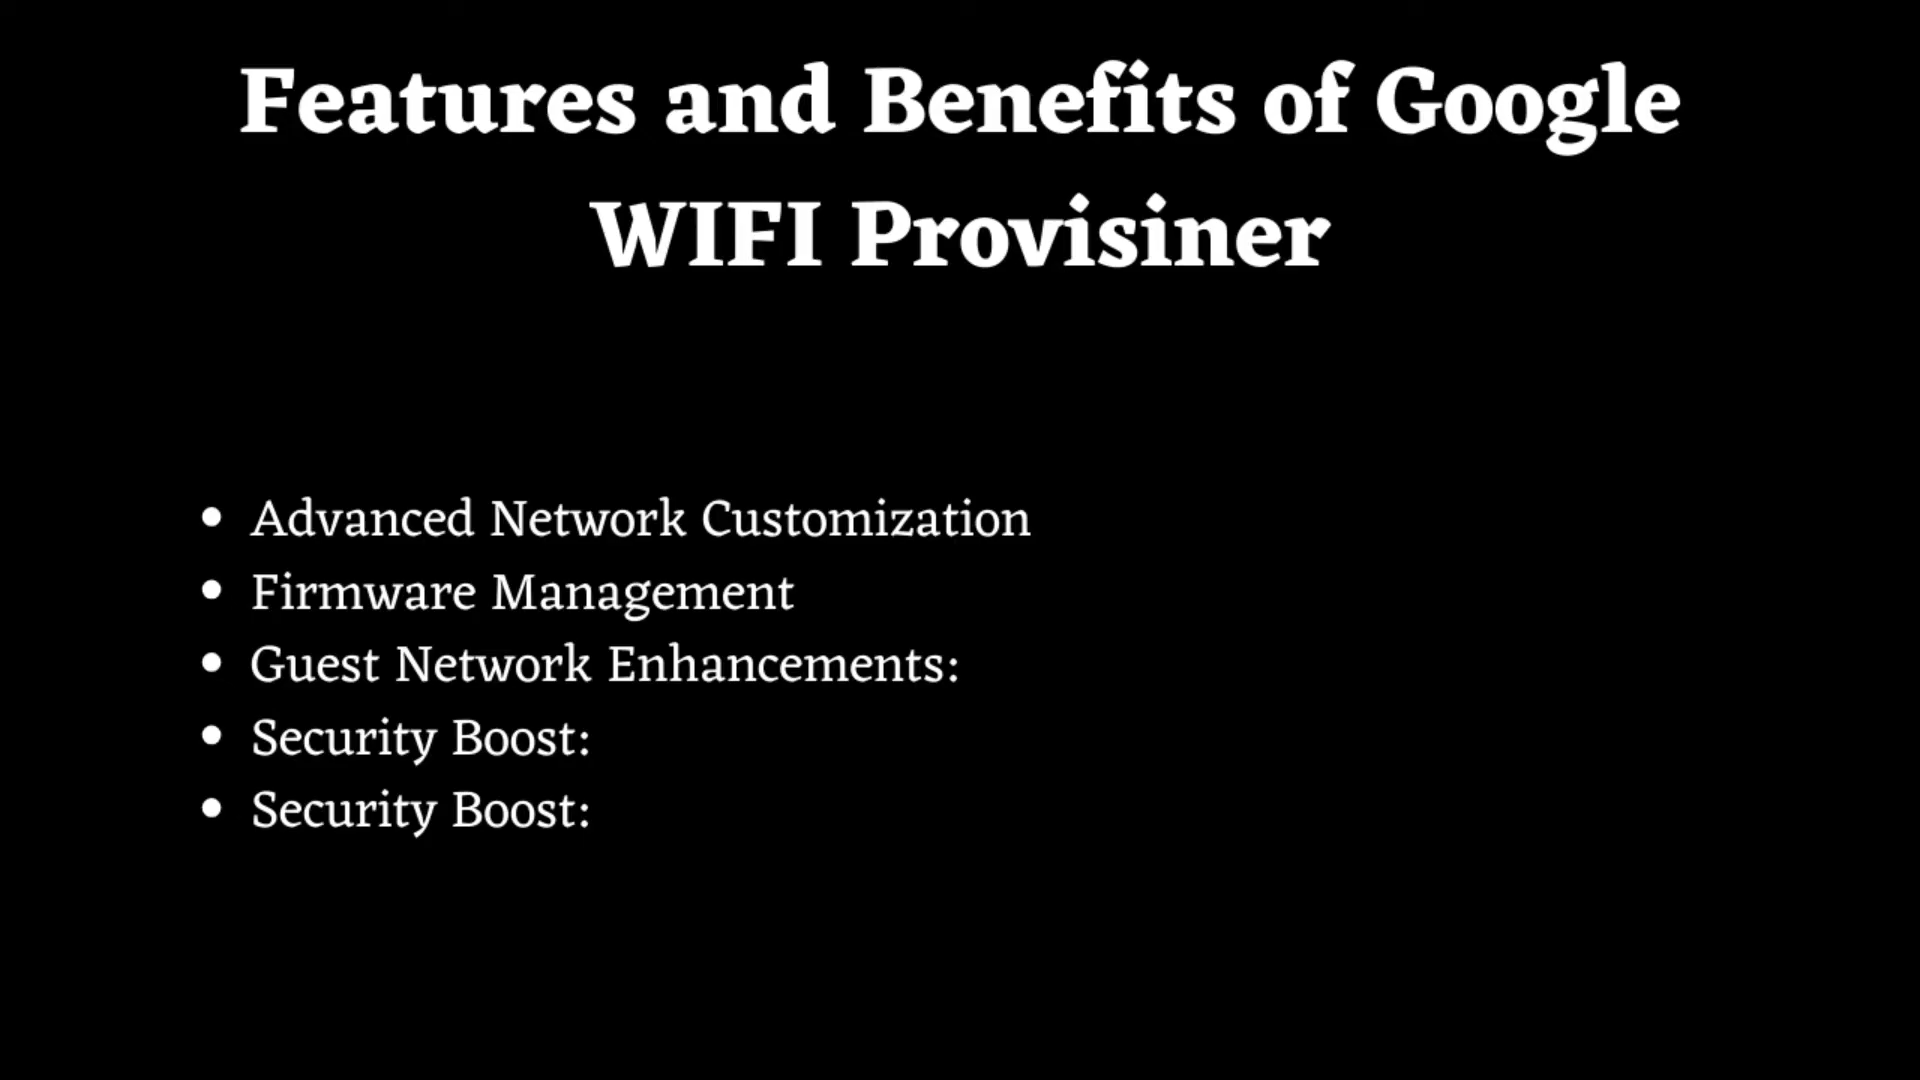 Features and Benefits of Google
WIFI Provisiner
• Advanced Network Customization
• Firmware Management
• Guest Network Enhancements:
• Security Boost:
• Security Boost: